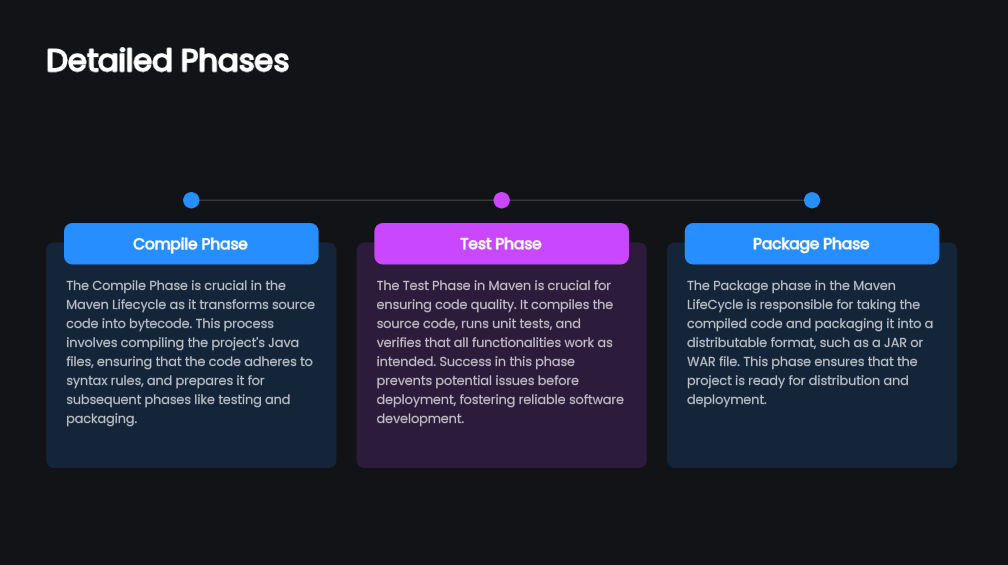 Detailed Phases
Compile Phase
The Compile Phase is crucial in the
Maven Lifecycle as it transforms source
code into bytecode. This process
involves compiling the project's Java
files, ensuring that the code adheres to
syntax rules, and prepares it for
subsequent phases like testing and
packaging.
Test Phase
The Test Phase in Maven is crucial for
ensuring code quality. It compiles the
source code, runs unit tests, and
verifies that all functionalities work as
intended. Success in this phase
prevents potential issues before
deployment, fostering reliable software
development.
Package Phase
The Package phase in the Maven
LifeCycle is responsible for taking the
compiled code and packaging it into a
distributable format, such as a JAR or
WAR file. This phase ensures that the
project is ready for distribution and
deployment.